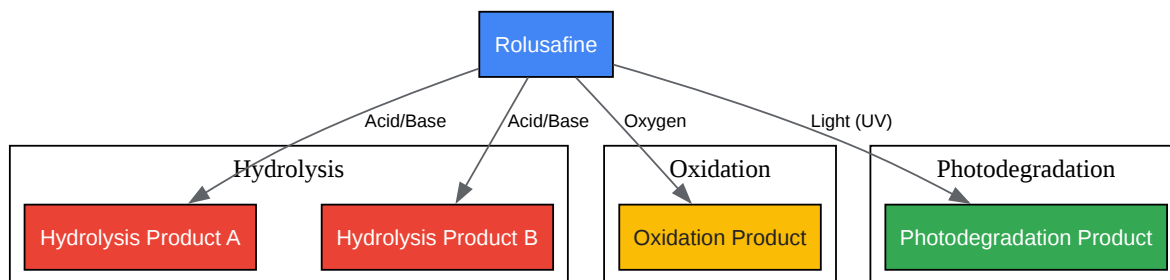 Rolusafine
Acid/Base
Acid/Base
Oxygen
Light (UV)
Hydrolysis
Oxidation
Photodegradation
Hydrolysis Product A
Hydrolysis Product B
Oxidation Product
Photodegradation Product